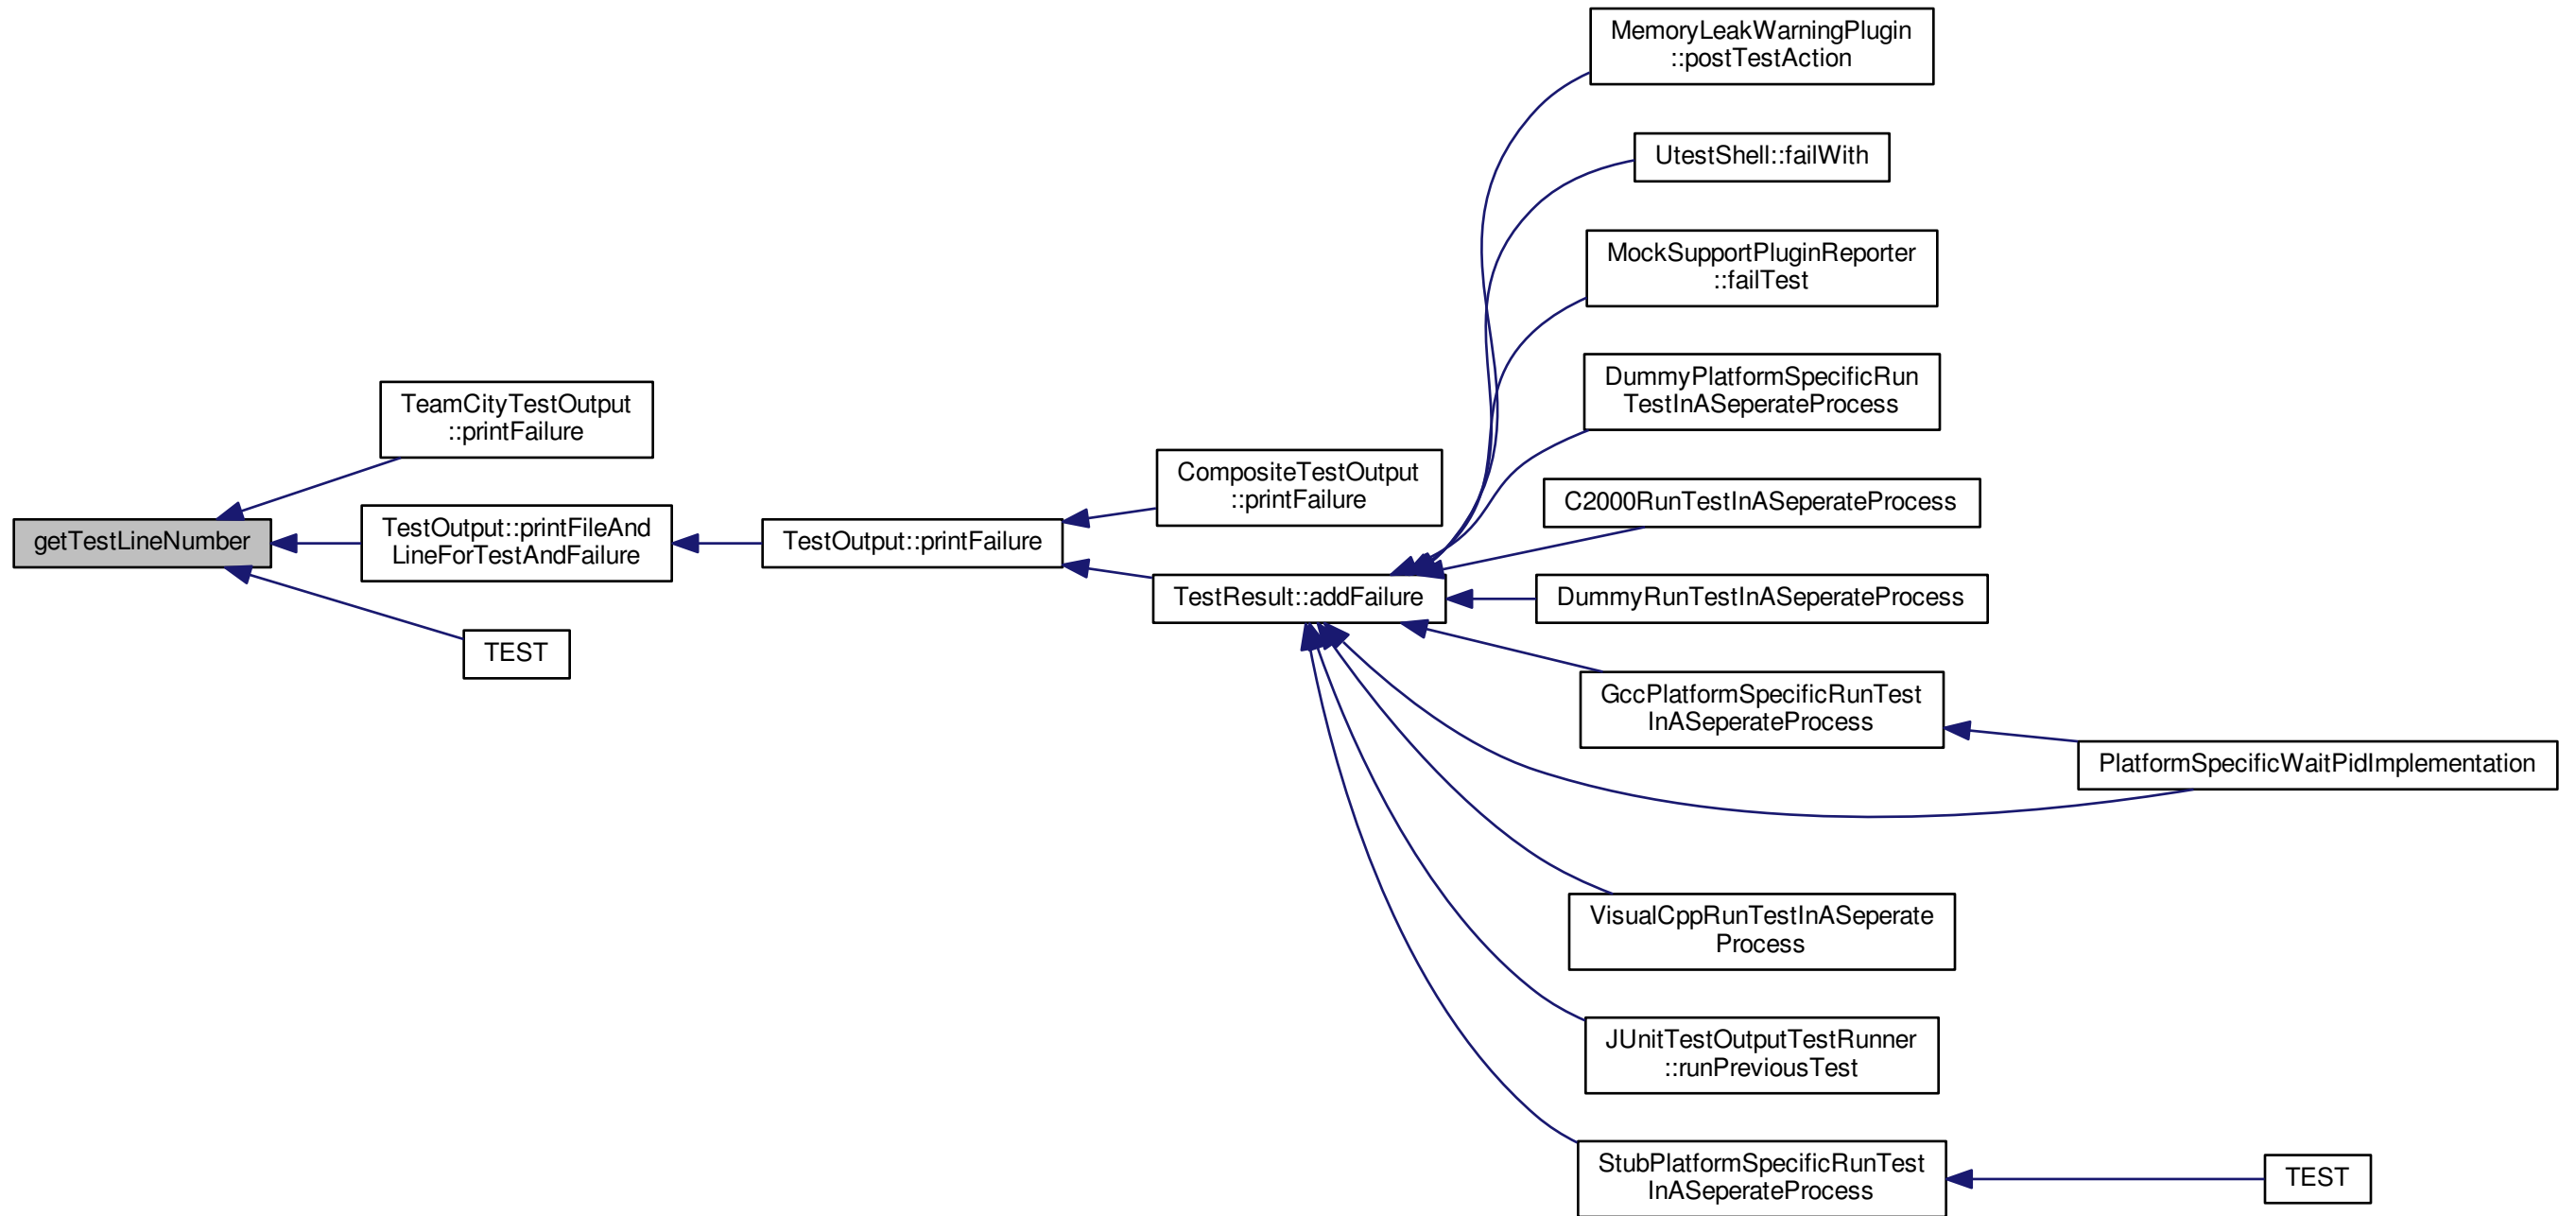 MemoryLeakWarningPlugin
::postTestAction
UtestShell::failWith
MockSupportPluginReporter
::failTest
DummyPlatformSpecificRun
TestInASeperateProcess
TeamCityTestOutput
::printFailure
CompositeTestOutput
::printFailure
C2000RunTestInASeperateProcess
getTestLineNumber
TestOutput::printFileAnd
LineForTestAndFailure
TestOutput::printFailure
TestResult::addFailure
DummyRunTestInASeperateProcess
TEST
GccPlatformSpecificRunTest
InASeperateProcess
PlatformSpecificWaitPidImplementation
VisualCppRunTestInASeperate
Process
JUnitTestOutputTestRunner
::runPreviousTest
StubPlatformSpecificRunTest
InASeperateProcess
TEST